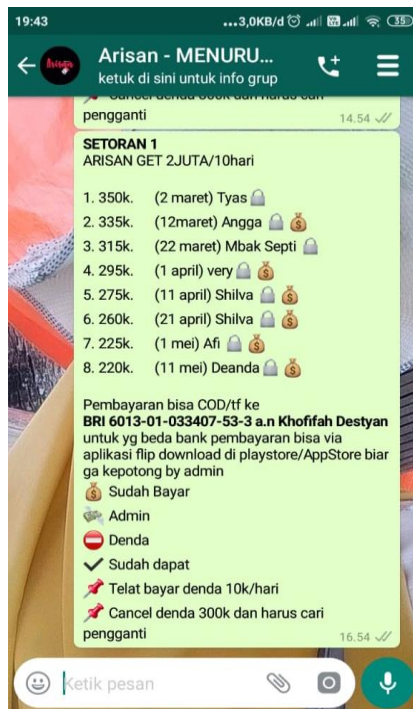 19:43
...3,0KB/d
35
Arisan - MENURU...
ketuk di sini untuk info grup
pengganti
14.54
SETORAN 1
ARISAN GET 2JUTA/10hari
1. 350k. (2 maret) Tyas
2. 335k. (12maret) Angga
3. 315k. (22 maret) Mbak Septi
4. 295k. (1 april) very
5. 275k. (11 april) Shilva
6. 260k. (21 april) Shilva
7. 225k. (1 mei) Afi
8. 220k. (11 mei) Deanda
Pembayaran bisa COD/tf ke
BRI 6013-01-033407-53-3 a.n Khofifah Destyan
untuk yg beda bank pembayaran bisa via
aplikasi flip download di playstore/AppStore biar
ga kepotong by admin
Sudah Bayar
Admin
Denda
Sudah dapat
Telat bayar denda 10k/hari
Cancel denda 300k dan harus cari
pengganti
16.54
Ketik pesan